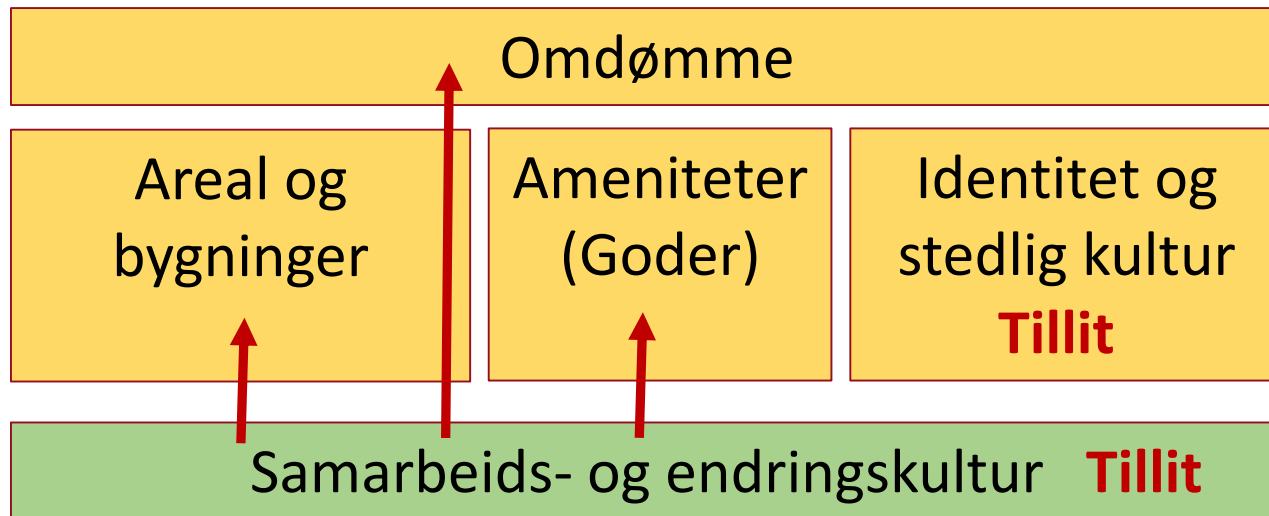 Omdømme
Areal og
bygninger
Ameniteter
(Goder)
Identitet og
stedlig kultur
Tillit
Samarbeids- og endringskultur Tillit